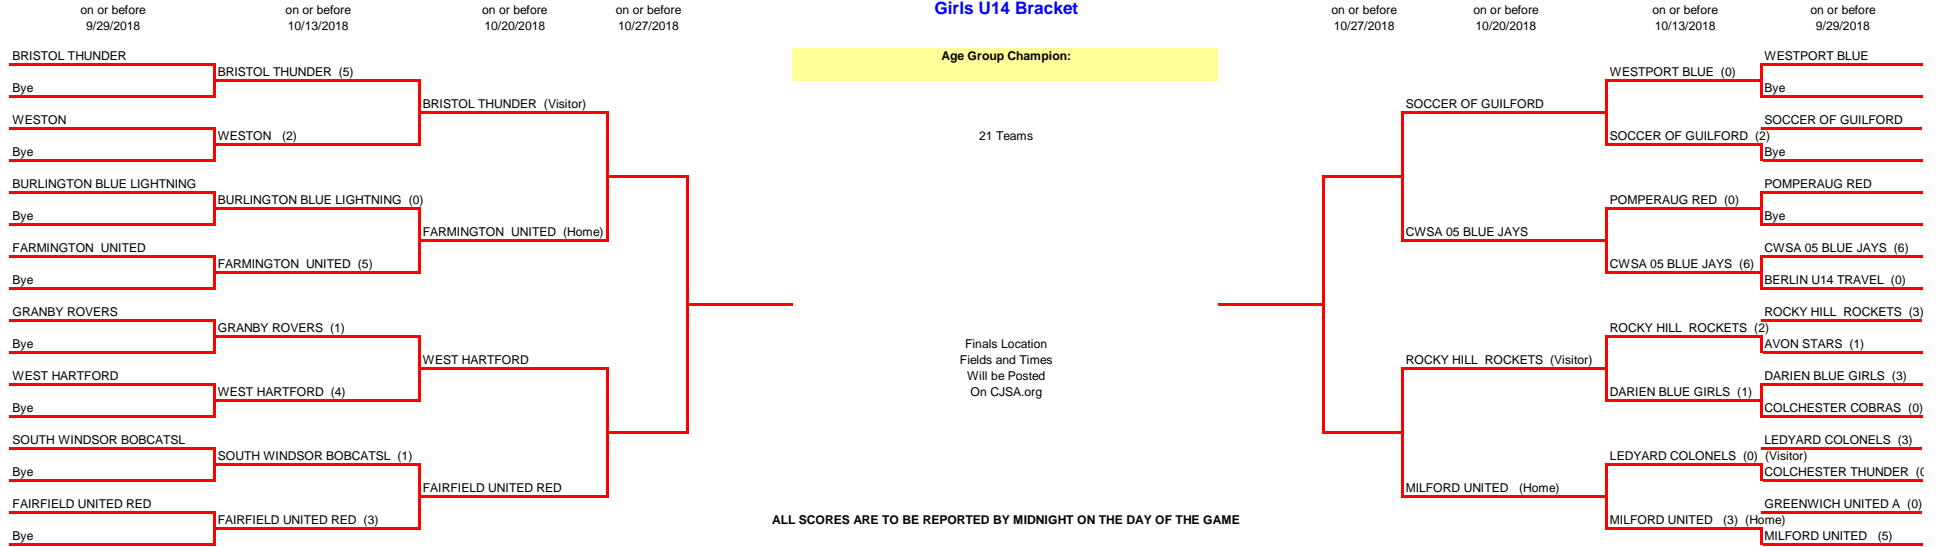 on or before
9/29/2018
on or before
10/13/2018
on or before
10/20/2018
on or before
10/27/2018
Girls U14 Bracket
on or before
10/27/2018
on or before
10/20/2018
on or before
10/13/2018
on or before
9/29/2018
BRISTOL THUNDER
Bye
WESTON
Bye
BURLINGTON BLUE LIGHTNING
Bye
FARMINGTON UNITED
Bye
GRANBY ROVERS
Bye
WEST HARTFORD
Bye
SOUTH WINDSOR BOBCATSL
Bye
FAIRFIELD UNITED RED
Bye
BRISTOL THUNDER (5)
WESTON (2)
BURLINGTON BLUE LIGHTNING (0)
FARMINGTON UNITED (5)
GRANBY ROVERS (1)
WEST HARTFORD (4)
SOUTH WINDSOR BOBCATSL (1)
FAIRFIELD UNITED RED (3)
BRISTOL THUNDER (Visitor)
FARMINGTON UNITED (Home)
WEST HARTFORD
FAIRFIELD UNITED RED
Age Group Champion:
21 Teams
Finals Location
Fields and Times
Will be Posted
On CJSA.org
ALL SCORES ARE TO BE REPORTED BY MIDNIGHT ON THE DAY OF THE GAME
SOCCER OF GUILFORD
CWSA 05 BLUE JAYS
ROCKY HILL ROCKETS (Visitor)
MILFORD UNITED (Home)
WESTPORT BLUE (0)
SOCCER OF GUILFORD (2)
POMPERAUG RED (0)
CWSA 05 BLUE JAYS (6)
ROCKY HILL ROCKETS (2)
DARIEN BLUE GIRLS (1)
LEDYARD COLONELS (0) (Visitor)
MILFORD UNITED (3) (Home)
WESTPORT BLUE
Bye
SOCCER OF GUILFORD
Bye
POMPERAUG RED
Bye
CWSA 05 BLUE JAYS (6)
BERLIN U14 TRAVEL (0)
ROCKY HILL ROCKETS (3)
AVON STARS (1)
DARIEN BLUE GIRLS (3)
COLCHESTER COBRAS (0)
LEDYARD COLONELS (3)
COLCHESTER THUNDER
GREENWICH UNITED A (0)
MILFORD UNITED (5)